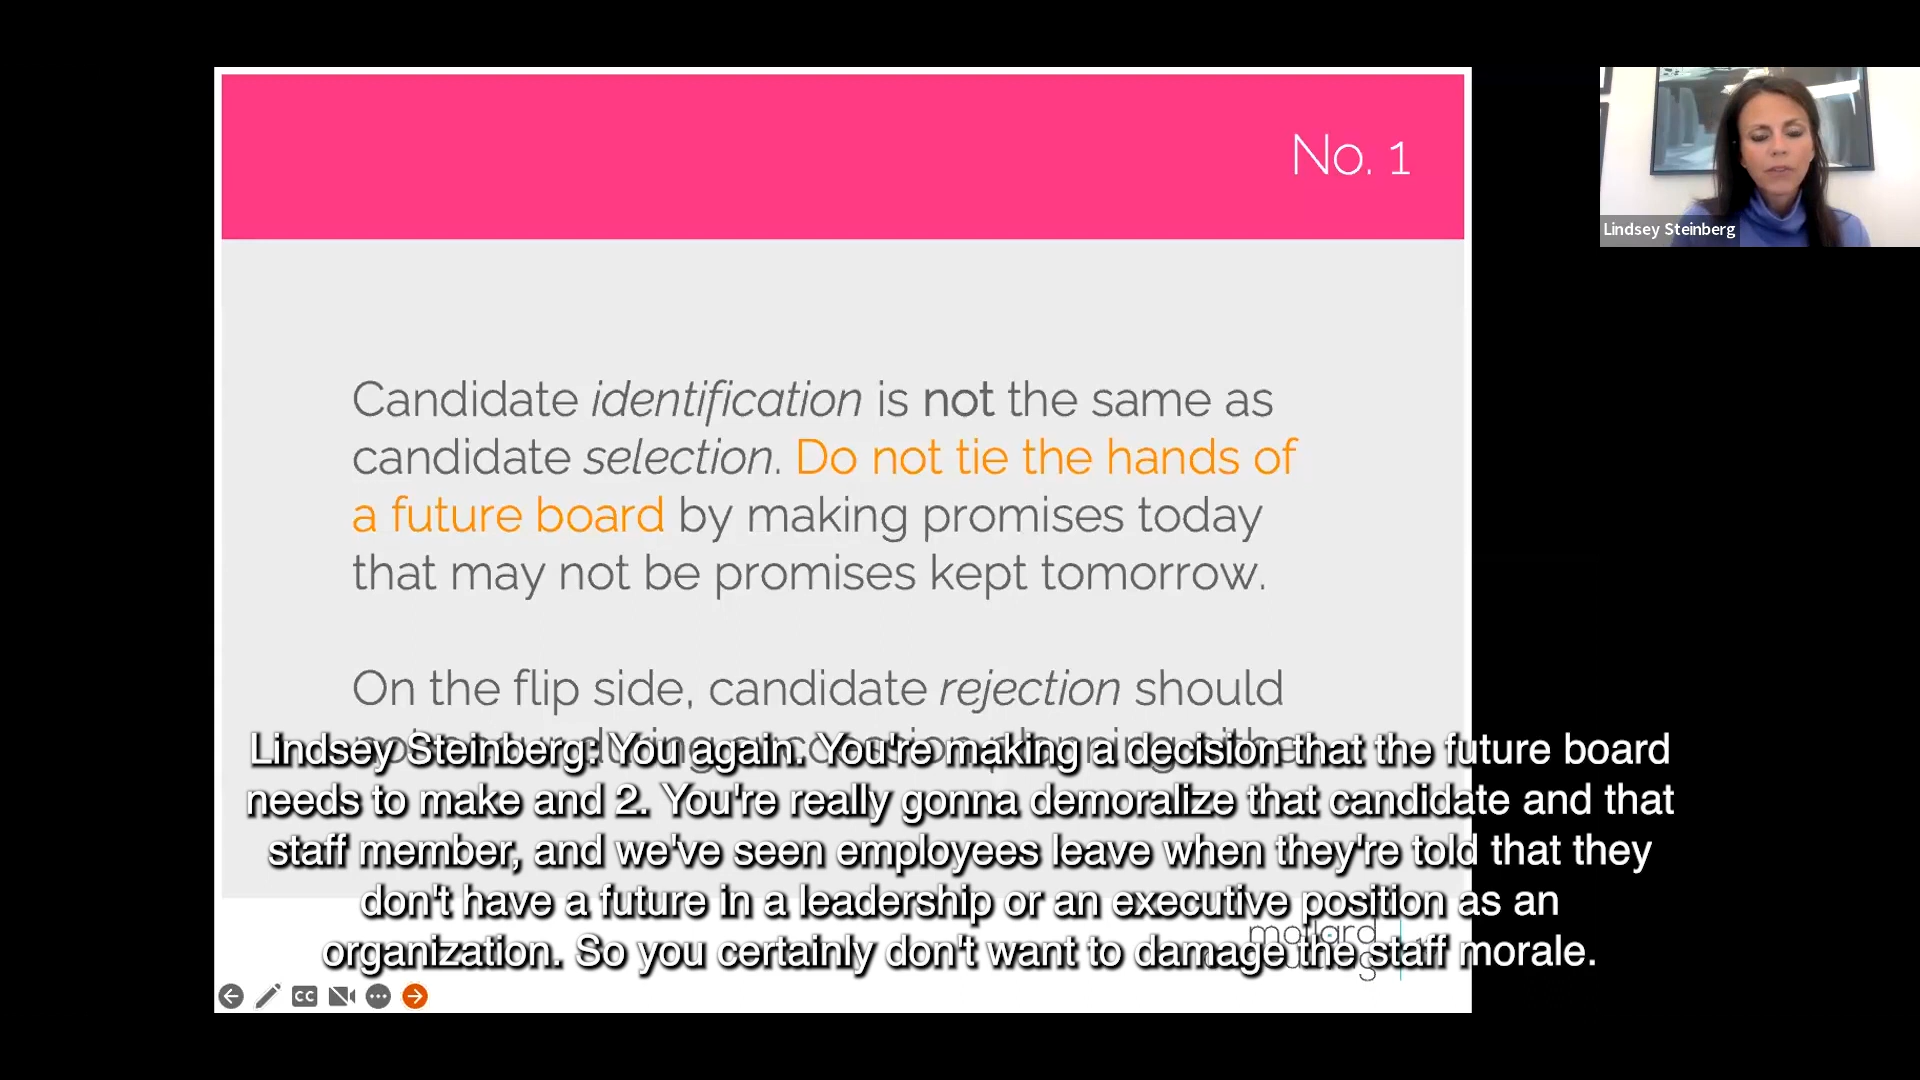 No. 1
Lindsey Steinberg
Candidate identification is not the same as
candidate selection. Do not tie the hands of
a future board by making promises today
that may not be promises kept tomorrow.
On the flip side, candidate rejection should
Lindsey Steinberg: You again. You're making a decision that the future board
needs to make and 2. You're really gonna demoralize that candidate and that
staff member, and we've seen employees leave when they're told that they
don't have a future in a leadership or an executive position as an
organization. So you certainly don't want to damage the staff morale.
CC